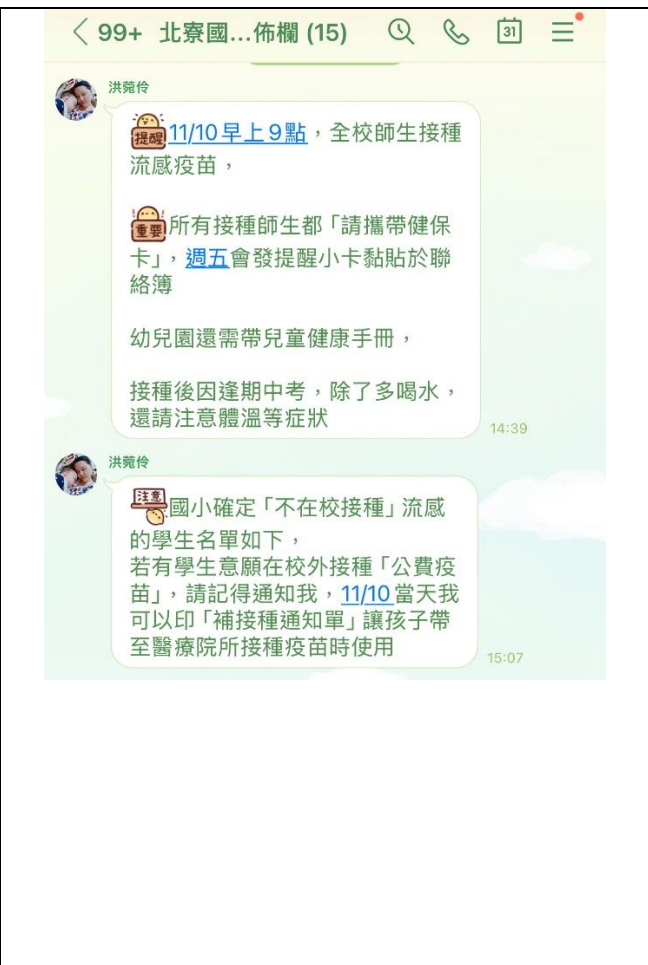 99+ 北寮國...佈欄 (15)
31
洪菀伶
提醒 11/10早上9點，全校師生接種
流感疫苗，
重要 所有接種師生都「請攜帶健保
卡」，週五會發提醒小卡黏貼於聯
絡簿
幼兒園還需帶兒童健康手冊，
接種後因逢期中考，除了多喝水，
還請注意體溫等症狀
14:39
洪菀伶
注意 國小確定「不在校接種」流感
的學生名單如下，
若有學生意願在校外接種「公費疫
苗」，請記得通知我，11/10 當天我
可以印「補接種通知單」讓孩子帶
至醫療院所接種疫苗時使用
15:07